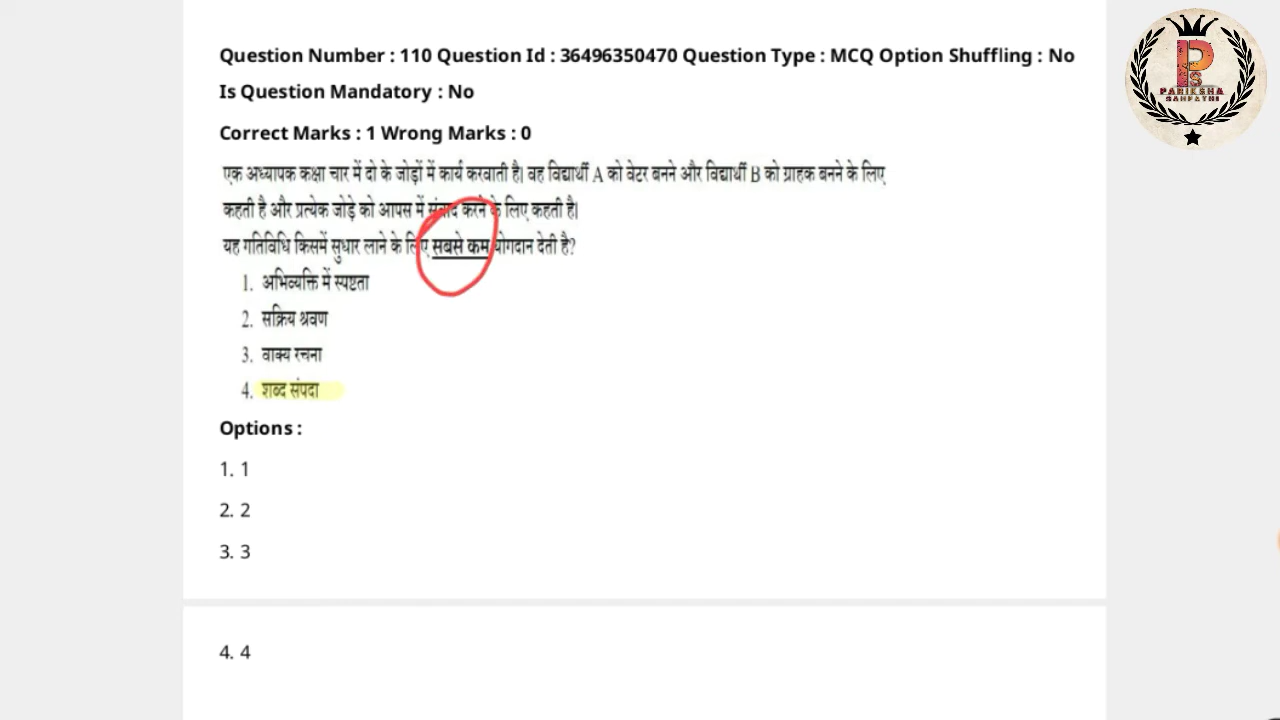 Question Number : 110 Question Id : 36496350470 Question Type : MCQ Option Shuffling : No
Is Question Mandatory : No
Correct Marks : 1 Wrong Marks : 0
एक अध्यापक कक्षा चार में दो के जोड़ों में कार्य करवाती है। वह विद्यार्थी A को वेटर बनने और विद्यार्थी B को ग्राहक बनने के लिए
कहती है और प्रत्येक जोड़े को आपस में संवाद करने के लिए कहती है।
यह गतिविधि किसमें सुधार लाने के लिए सबसे कम योगदान देती है?
1. अभिव्यक्ति में स्पष्टता
2. सक्रिय श्रवण
3. वाक्य रचना
4. शब्द संपदा
Options :
1. 1
2. 2
3. 3
4. 4
PS
PARIKSHA
SAMPATHI